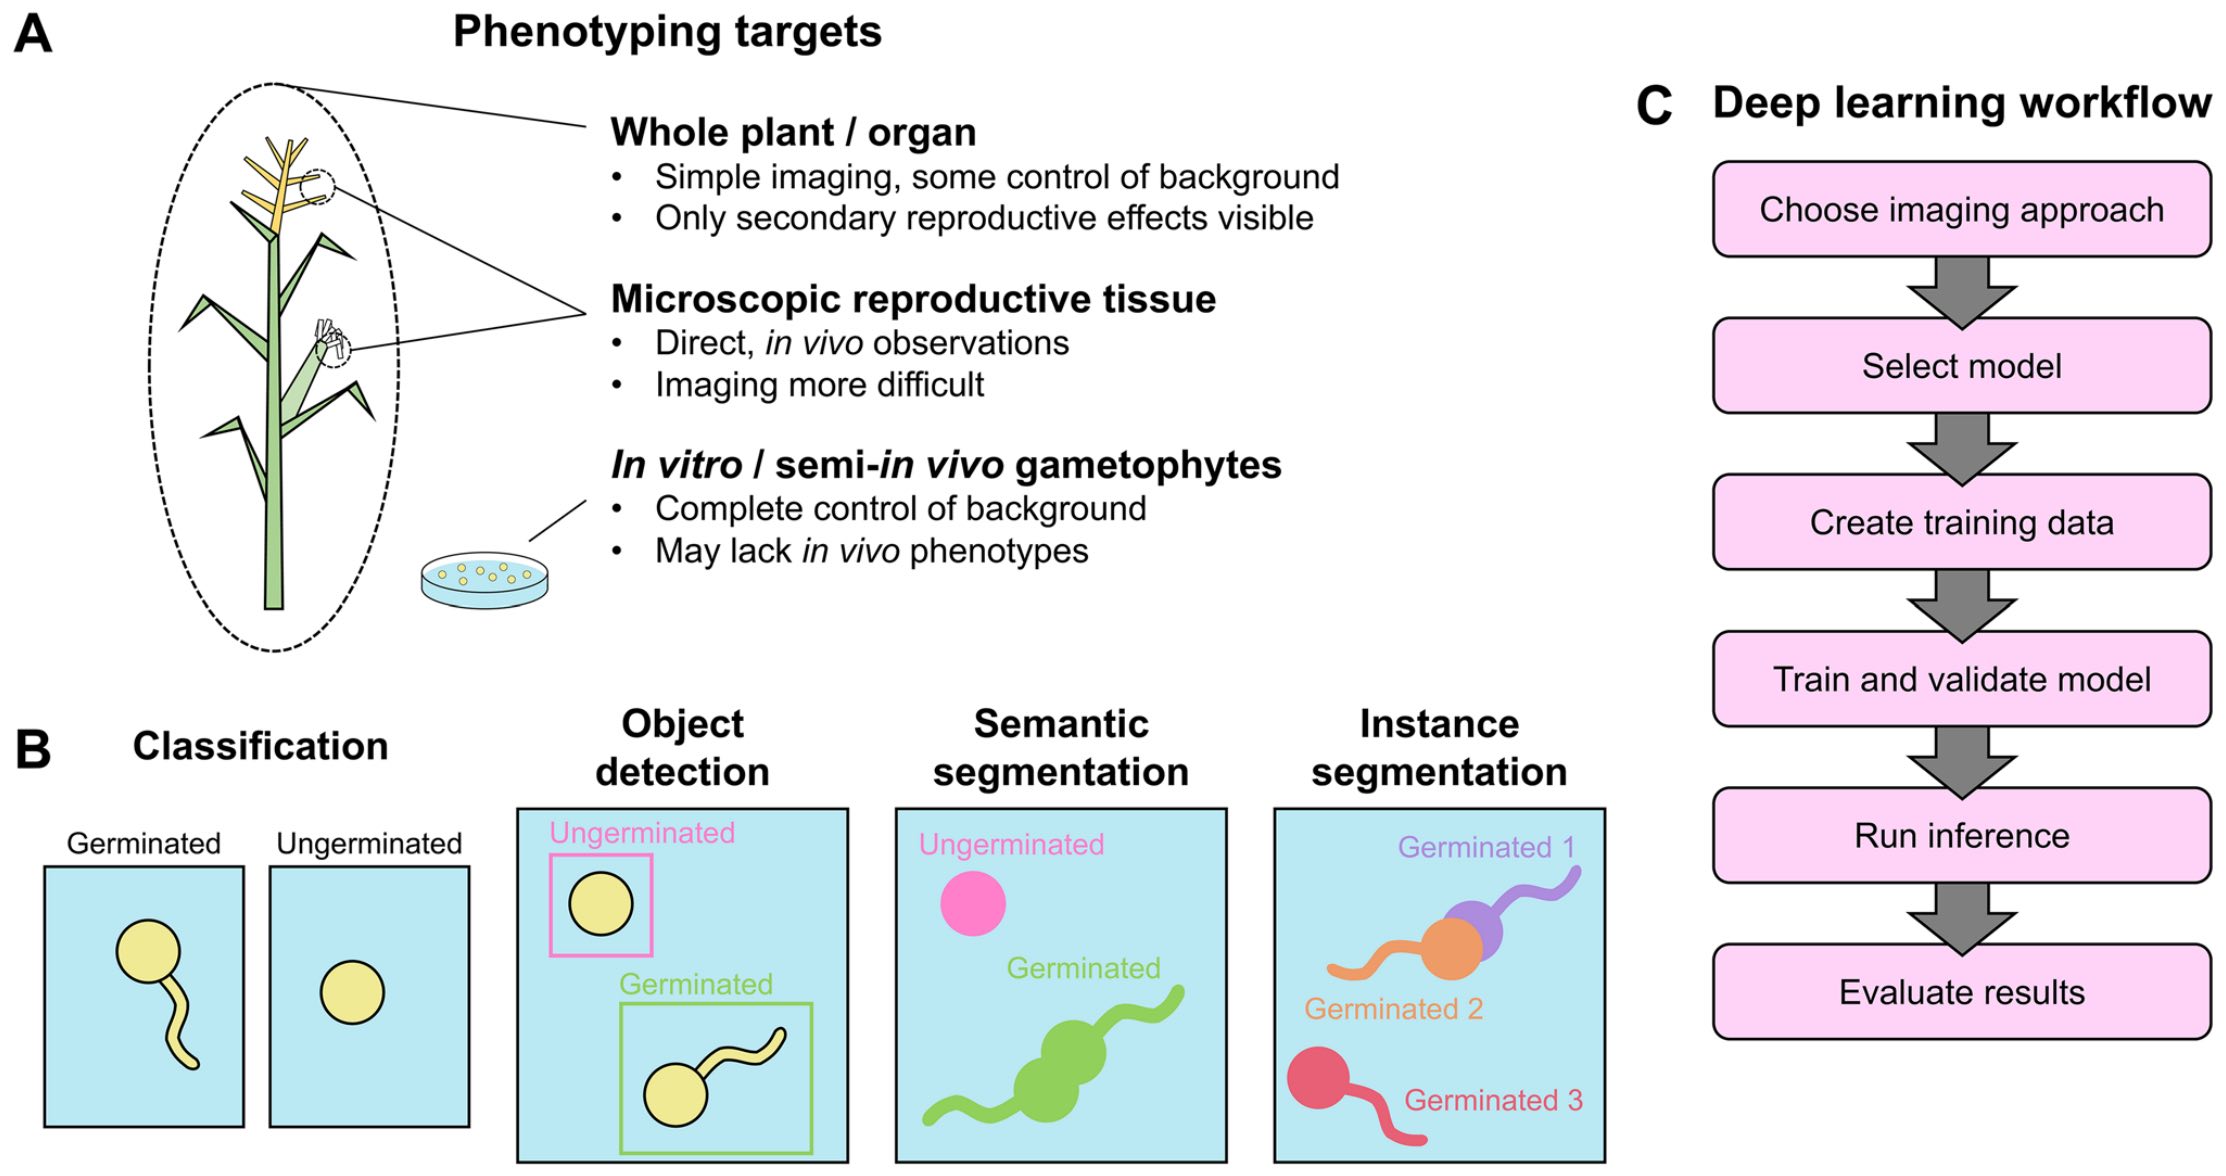 A
Phenotyping targets
Whole plant / organ
• Simple imaging, some control of background
• Only secondary reproductive effects visible
Microscopic reproductive tissue
• Direct, in vivo observations
• Imaging more difficult
In vitro / semi-in vivo gametophytes
• Complete control of background
• May lack in vivo phenotypes
B
Classification
Germinated
Ungerminated
Object
detection
Ungerminated
Germinated
Semantic
segmentation
Ungerminated
Germinated
Instance
segmentation
Germinated 1
Germinated 2
Germinated 3
C
Deep learning workflow
Choose imaging approach
Select model
Create training data
Train and validate model
Run inference
Evaluate results